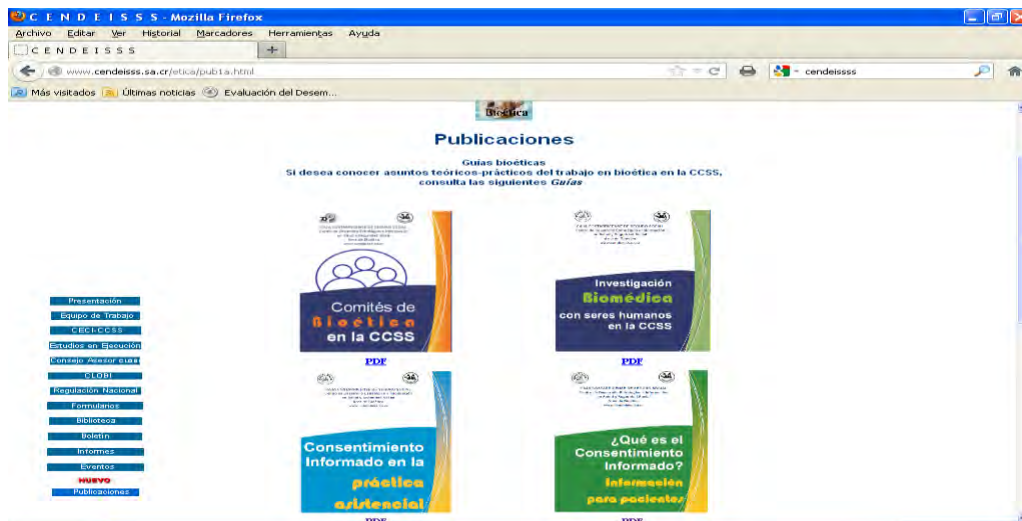 C E N D E I S S S - Mozilla Firefox
Archivo Editar Ver Historial Marcadores Herramientas Ayuda
C E N D E I S S S
www.cendeisss.sa.cr/etica/pub1a.html
cendeissss
Más visitados Últimas noticias Evaluación del Desem...
Bioética
Publicaciones
Guías bioéticas
Si desea conocer asuntos teóricos-prácticos del trabajo en bioética en la CCSS,
consulta las siguientes Guías
Comités de
Bioética
en la CCSS
PDF
Investigación
Biomédica
con seres humanos
en la CCSS
PDF
Presentación
Equipo de Trabajo
CECI-CCSS
Estudios en Ejecución
Consejo Asesor
CLOBI
Regulación Nacional
Formularios
Biblioteca
Boletín
Informes
Eventos
NUEVO
Publicaciones
Consentimiento
Informado en la
práctica
asistencial
PDF
¿Qué es el
Consentimiento
Informado?
Información
para pacientes
PDF